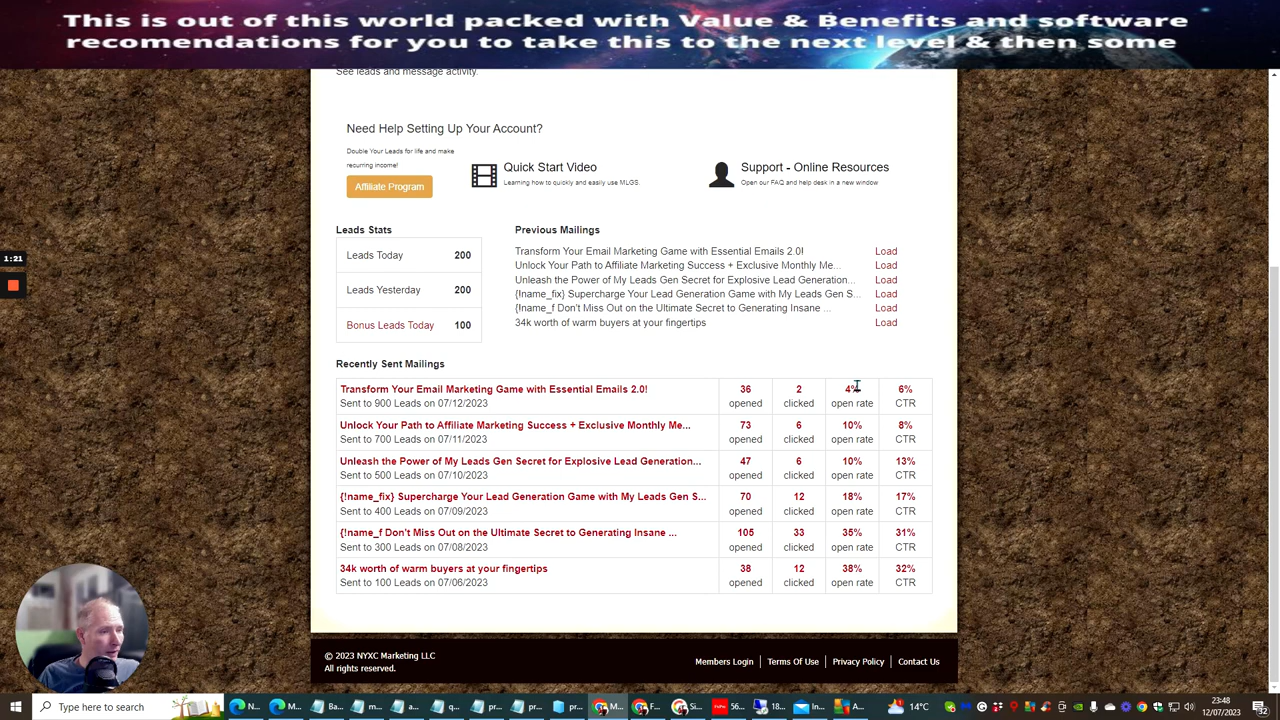 This is out of this world packed with Value & Benefits and software
recomendations for you to take this to the next level & then some
See leads and message activity.
Need Help Setting Up Your Account?
Double Your Leads for life and make
recurring income!
Affiliate Program
Quick Start Video
Learning how to quickly and easily use MLGS.
Support - Online Resources
Open our FAQ and help desk in a new window
1:21
Leads Stats
Leads Today 200
Leads Yesterday 200
Bonus Leads Today 100
Previous Mailings
Transform Your Email Marketing Game with Essential Emails 2.0! Load
Unlock Your Path to Affiliate Marketing Success + Exclusive Monthly Me... Load
Unleash the Power of My Leads Gen Secret for Explosive Lead Generation... Load
{!name_fix} Supercharge Your Lead Generation Game with My Leads Gen S... Load
{!name_f Don't Miss Out on the Ultimate Secret to Generating Insane ... Load
34k worth of warm buyers at your fingertips Load
Recently Sent Mailings
Transform Your Email Marketing Game with Essential Emails 2.0! 36 2 4% 6%
Sent to 900 Leads on 07/12/2023 opened clicked open rate CTR
Unlock Your Path to Affiliate Marketing Success + Exclusive Monthly Me... 73 6 10% 8%
Sent to 700 Leads on 07/11/2023 opened clicked open rate CTR
Unleash the Power of My Leads Gen Secret for Explosive Lead Generation... 47 6 10% 13%
Sent to 500 Leads on 07/10/2023 opened clicked open rate CTR
{!name_fix} Supercharge Your Lead Generation Game with My Leads Gen S... 70 12 18% 17%
Sent to 400 Leads on 07/09/2023 opened clicked open rate CTR
{!name_f Don't Miss Out on the Ultimate Secret to Generating Insane ... 105 33 35% 31%
Sent to 300 Leads on 07/08/2023 opened clicked open rate CTR
34k worth of warm buyers at your fingertips 38 12 38% 32%
Sent to 100 Leads on 07/06/2023 opened clicked open rate CTR
© 2023 NYXC Marketing LLC
All rights reserved.
Members Login Terms Of Use Privacy Policy Contact Us
Type here to search N... M... Ba... m... a... q... pr... pr... pr... M... F... Si... 56... 18... In... A... 14°C
23:48
12/07/2023